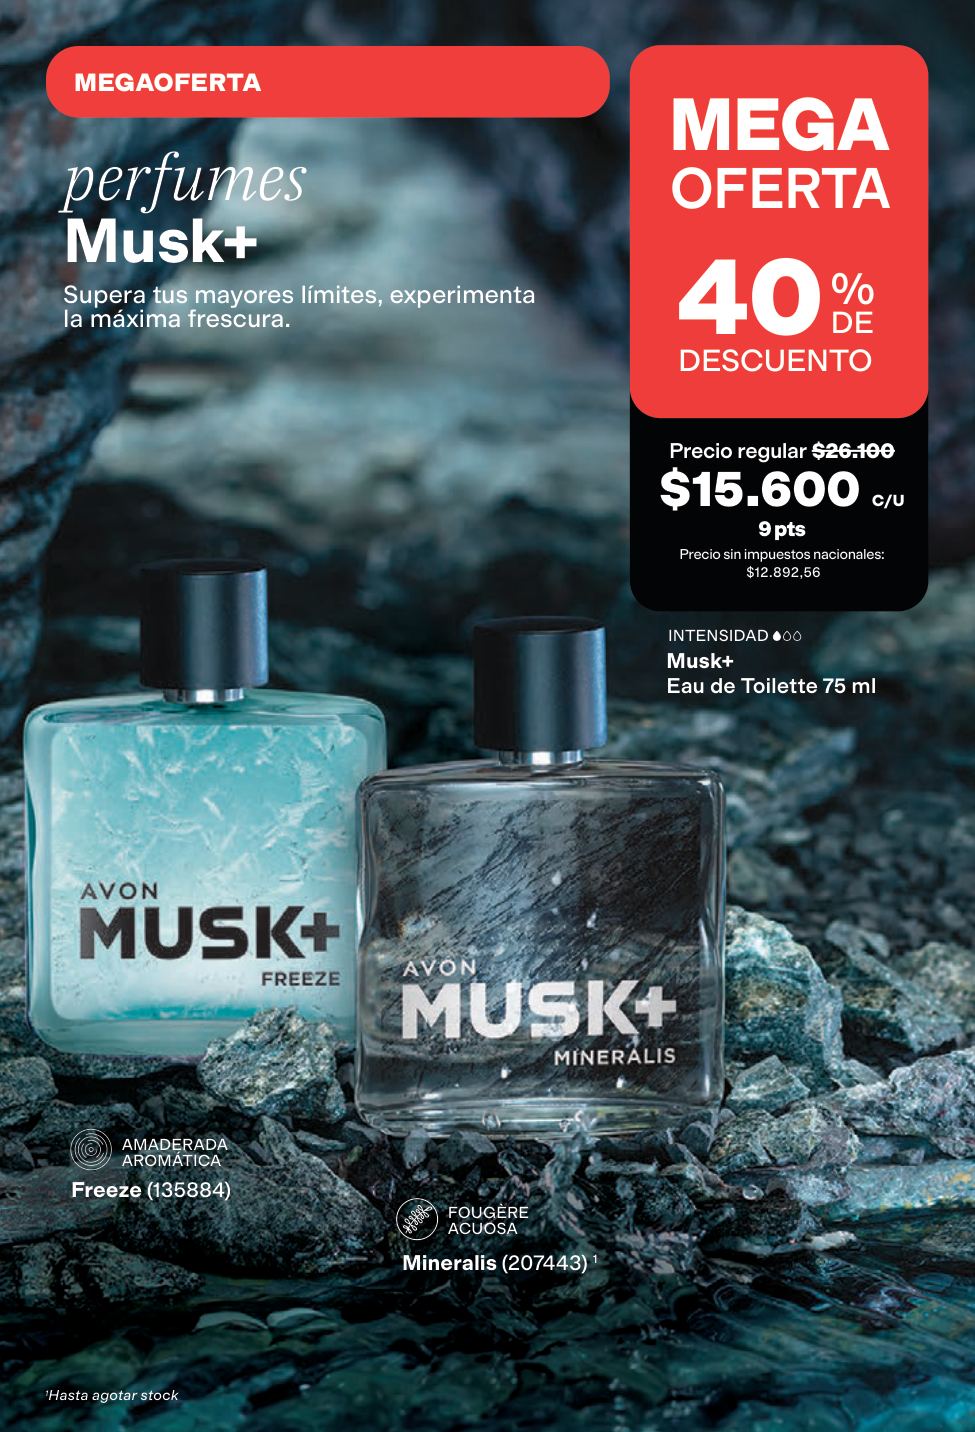 MEGAOFERTA
perfumes
Musk+
Supera tus mayores límites, experimenta
la máxima frescura.
MEGA
OFERTA
40%
DE
DESCUENTO
Precio regular $26.100
$15.600 C/U
9 pts
Precio sin impuestos nacionales:
$12.892,56
INTENSIDAD
Musk+
Eau de Toilette 75 ml
AVON
MUSK+
FREEZE
AVON
MUSK+
MINERALIS
AMADERADA
AROMÁTICA
Freeze (135884)
FOUGÈRE
ACUOSA
Mineralis (207443) ¹
¹Hasta agotar stock